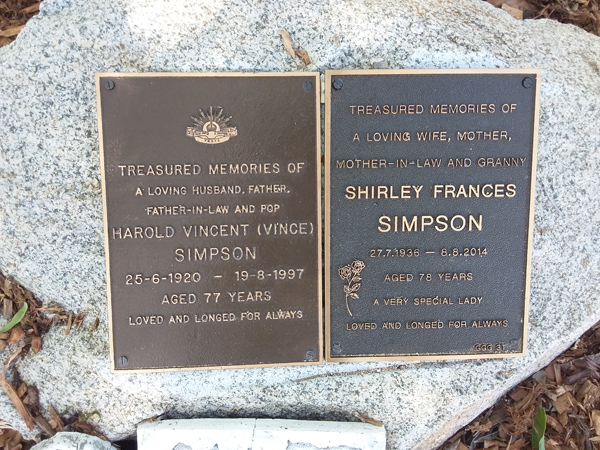 TREASURED MEMORIES OF
A LOVING HUSBAND, FATHER,
FATHER-IN-LAW AND POP
HAROLD VINCENT (VINCE)
SIMPSON
25-6-1920 - 19-8-1997
AGED 77 YEARS
LOVED AND LONGED FOR ALWAYS
TREASURED MEMORIES OF
A LOVING WIFE, MOTHER,
MOTHER-IN-LAW AND GRANNY
SHIRLEY FRANCES
SIMPSON
27.7.1936 - 8.8.2014
AGED 78 YEARS
A VERY SPECIAL LADY
LOVED AND LONGED FOR ALWAYS